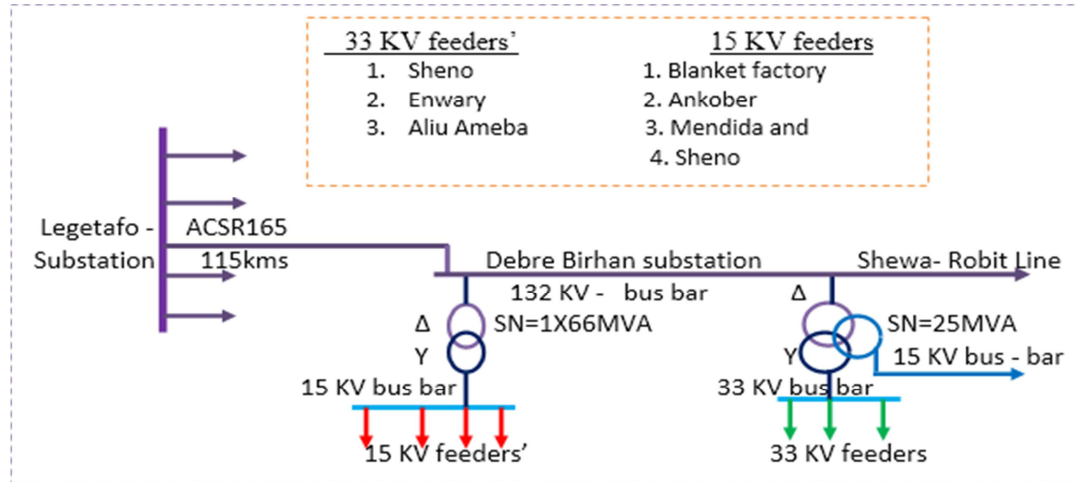 33 KV feeders’
1. Sheno
2. Enwary
3. Aliu Ameba
15 KV feeders
1. Blanket factory
2. Ankober
3. Mendida and
4. Sheno
Legetafo -
Substation
ACSR165
115kms
Debre Birhan substation
132 KV - bus bar
Shewa- Robit Line
Δ
Y
SN=1X66MVA
15 KV bus bar
15 KV feeders’
Δ
Y
SN=25MVA
15 KV bus - bar
33 KV bus bar
33 KV feeders